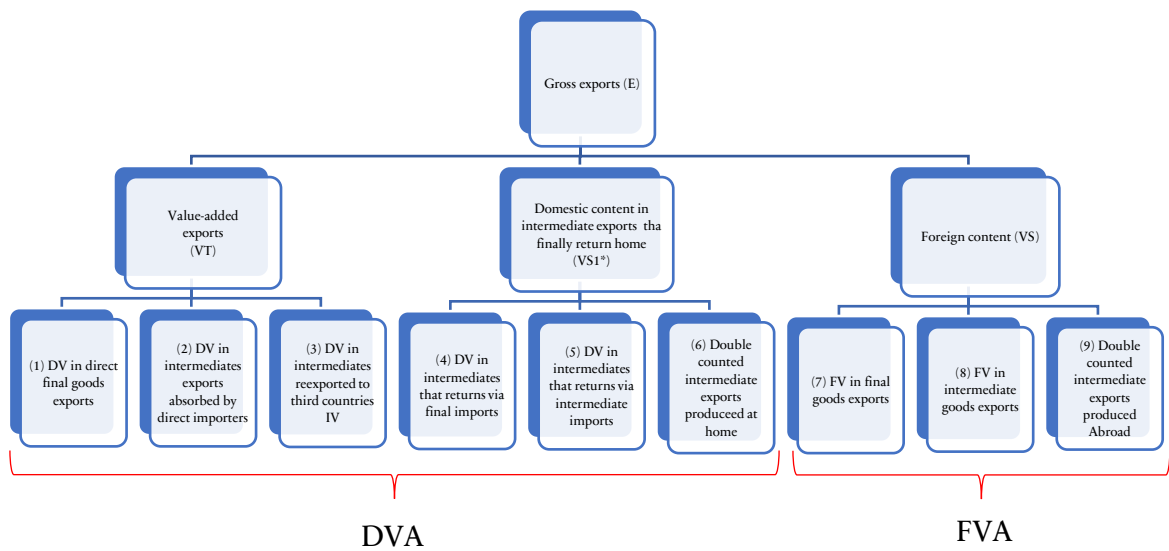 Gross exports (E)
Value-added
exports
(VT)
Domestic content in
intermediate exports tha
finally return home
(VS1*)
Foreign content (VS)
(1) DV in direct
final goods
exports
(2) DV in
intermediates
exports
absorbed by
direct importers
(3) DV in
intermediates
reexported to
third countries
IV
(4) DV in
intermediates
that returns via
final imports
(5) DV in
intermediates
that returns via
intermediate
imports
(6) Double
counted
intermediate
exports
produceed at
home
(7) FV in final
goods exports
(8) FV in
intermediate
goods exports
(9) Double
counted
intermediate
exports
produced
Abroad
DVA
FVA